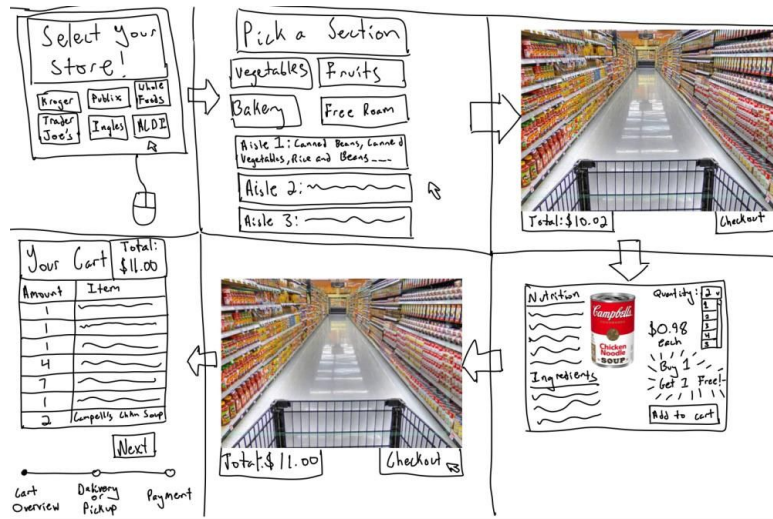 Select Your
Store!
Kroger
Publix
Whole
Foods
Trader
Joe's
Ingles
ALDI
Pick a Section
Vegetables
Fruits
Bakery
Free Roam
Aisle 1: Canned Beans, Canned
Vegetables, Rice and Beans
Aisle 2:
Aisle 3:
Total: $10.02
Checkout
Nutrition
Ingredients
Campbell's
Chicken
Noodle
SOUP
Quantity: 2
1
2
3
4
5
$0.98
each
Buy 1
Get 1 Free!
Add to cart
Total: $11.00
Checkout
Your Cart
Total:
$11.00
Amount
Item
1
1
1
4
7
1
2
Soup
Next
Cart
Overview
Delivery
or
Pickup
Payment